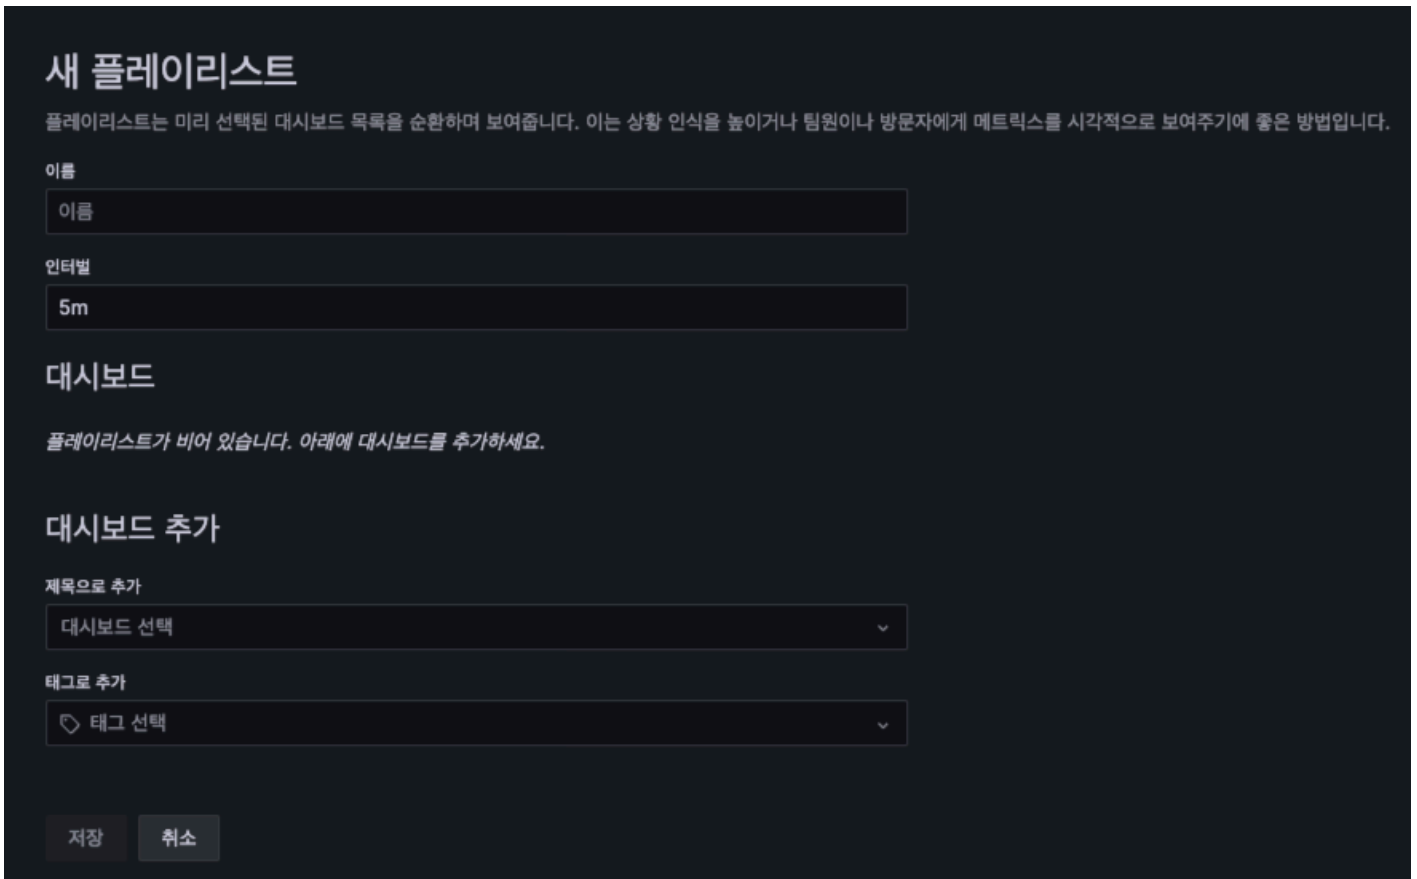 새 플레이리스트
플레이리스트는 미리 선택된 대시보드 목록을 순환하며 보여줍니다. 이는 상황 인식을 높이거나 팀원이나 방문자에게 메트릭스를 시각적으로 보여주기에 좋은 방법입니다.
이름
이름
인터벌
5m
대시보드
플레이리스트가 비어 있습니다. 아래에 대시보드를 추가하세요.
대시보드 추가
제목으로 추가
대시보드 선택
태그로 추가
태그 선택
저장 취소